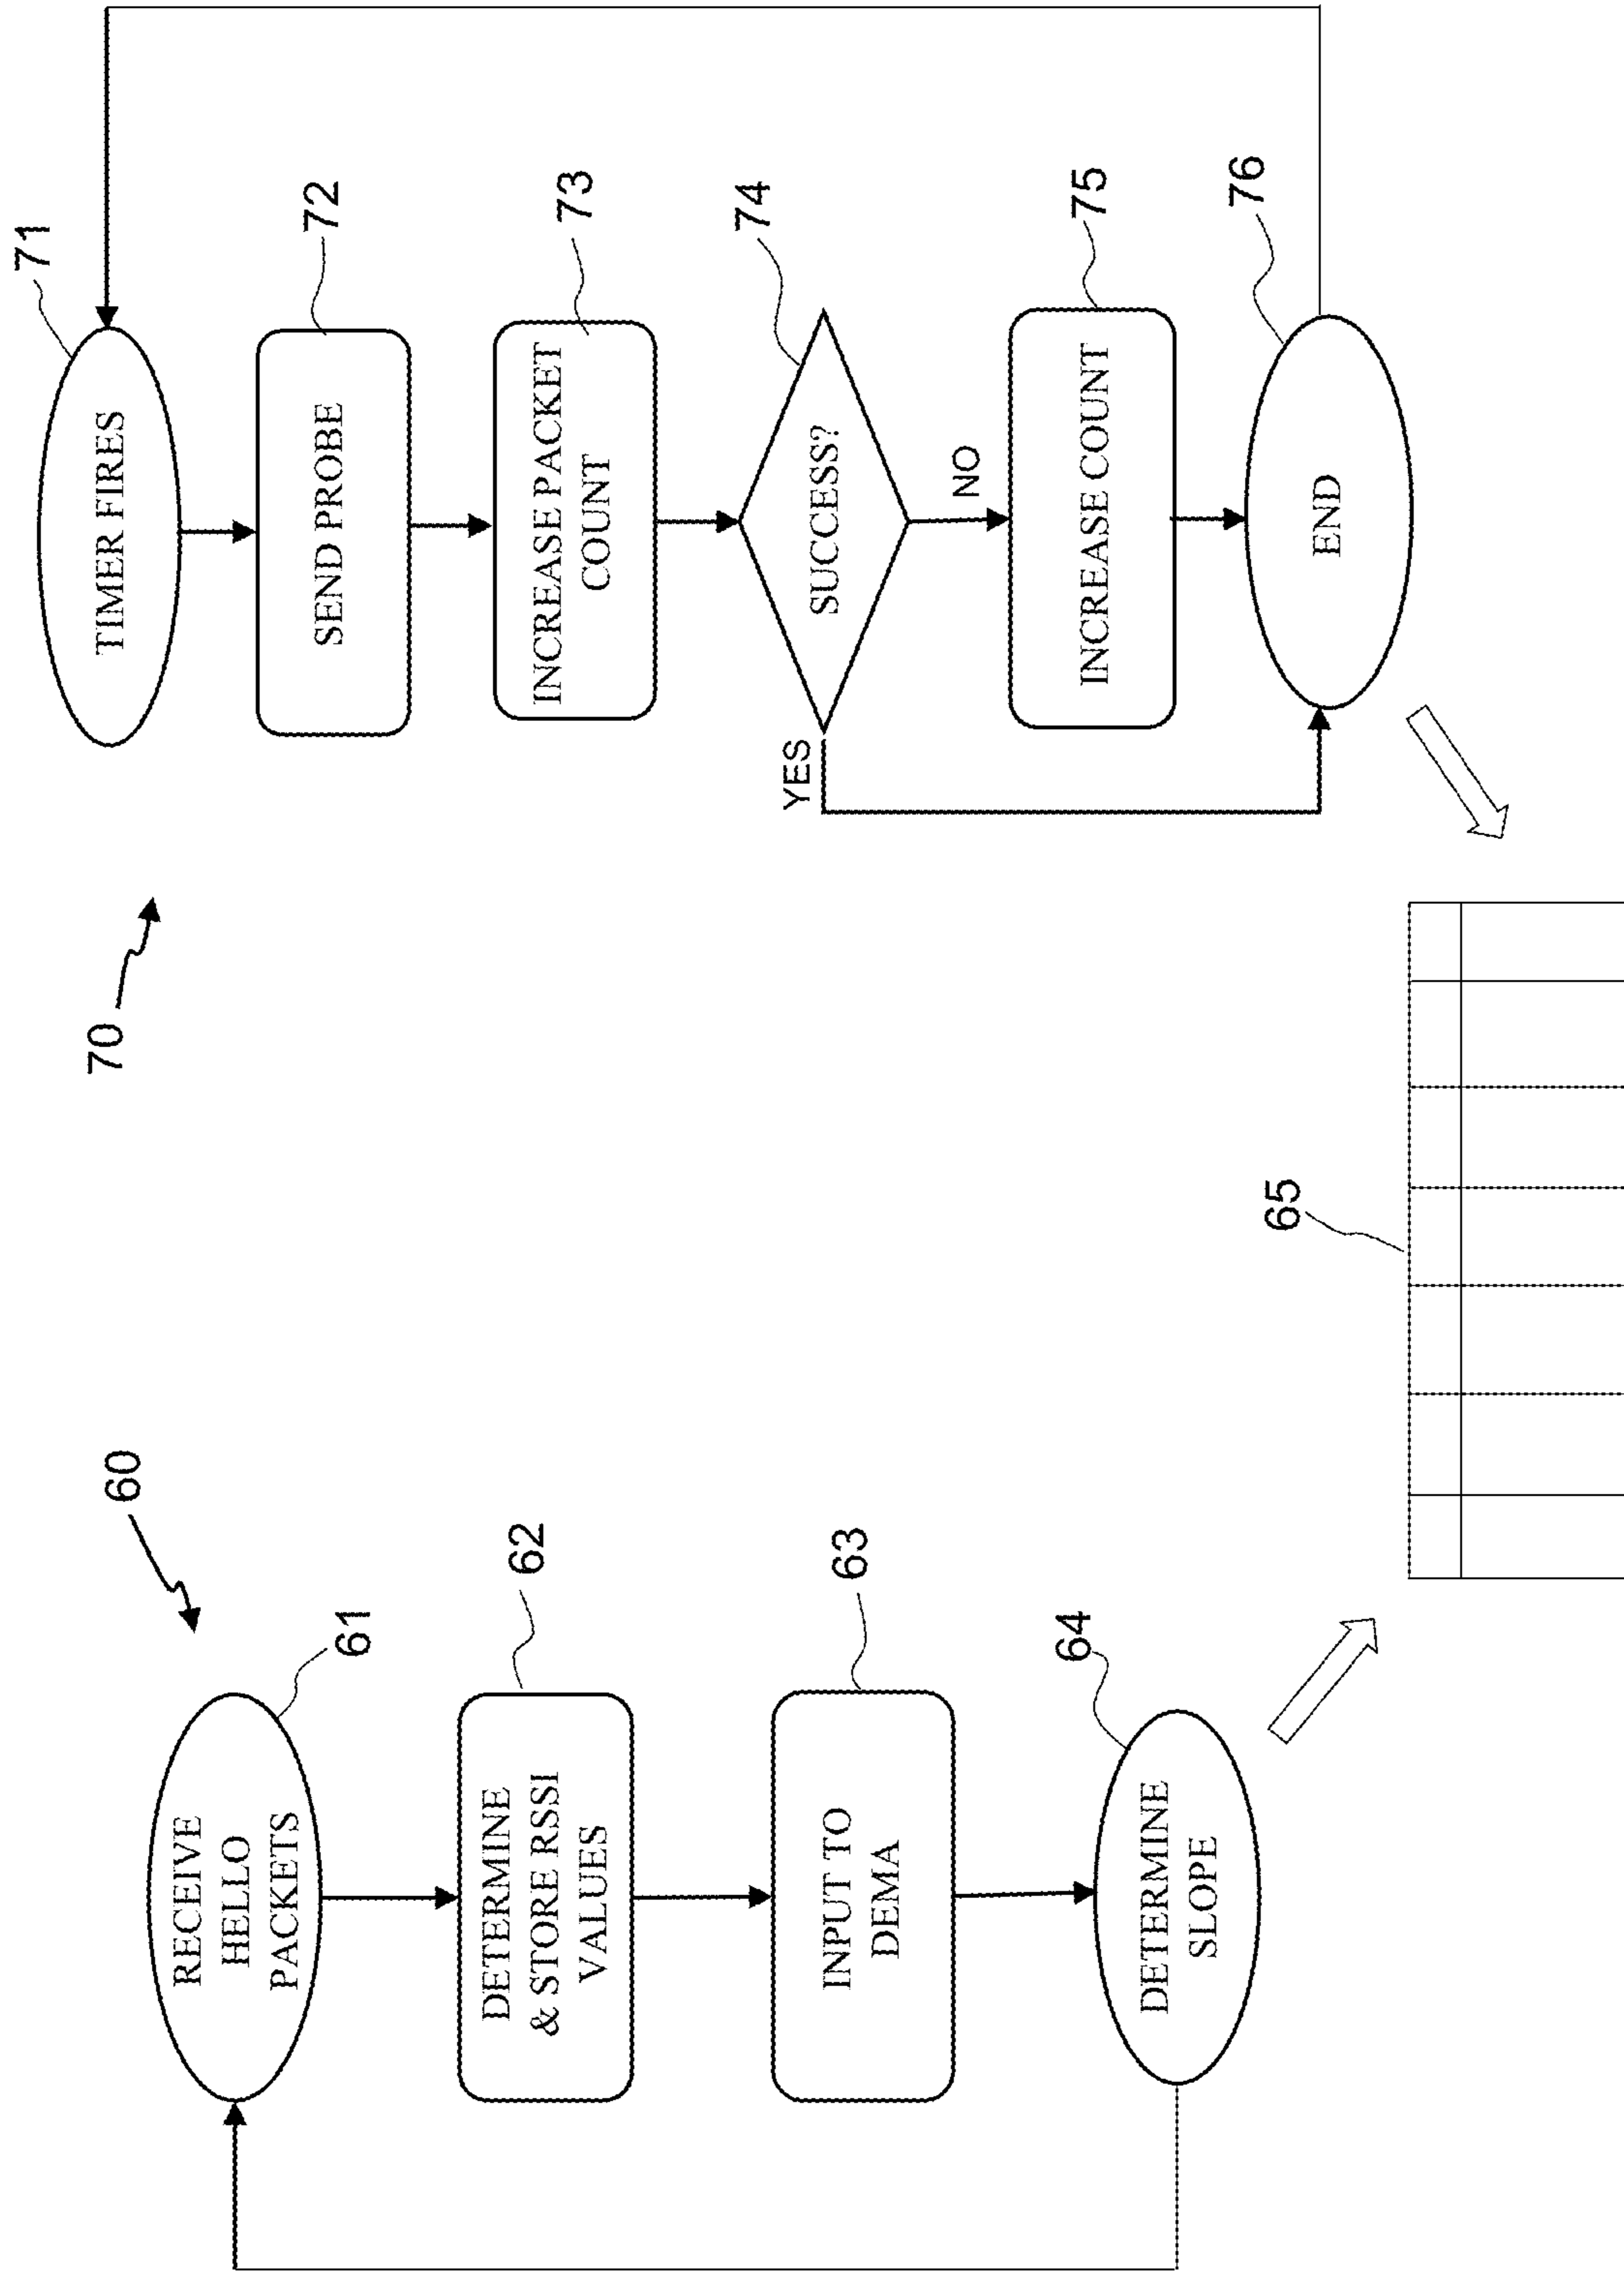 60
61
RECEIVE
HELLO
PACKETS
62
DETERMINE
& STORE RSSI
VALUES
63
INPUT TO
DEMA
64
DETERMINE
SLOPE
65
70
71
TIMER FIRES
72
SEND PROBE
73
INCREASE PACKET
COUNT
74
SUCCESS?
YES
NO
75
INCREASE COUNT
76
END